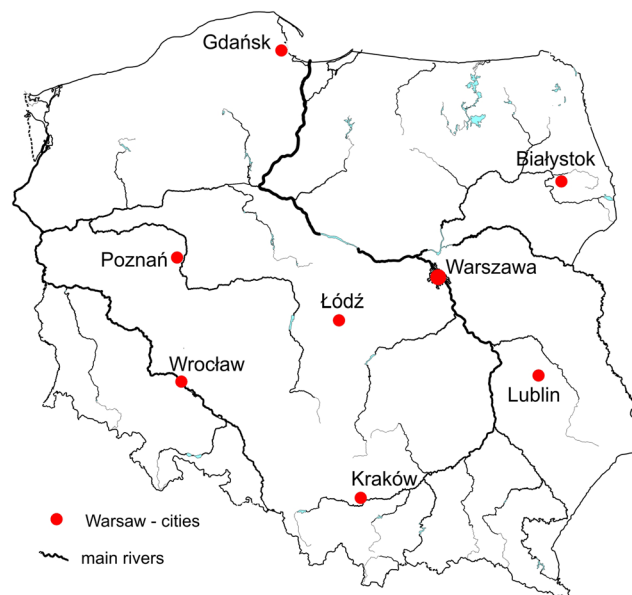 Gdańsk
Białystok
Poznań
Warszawa
Łódź
Wrocław
Lublin
Kraków
Warsaw - cities
main rivers